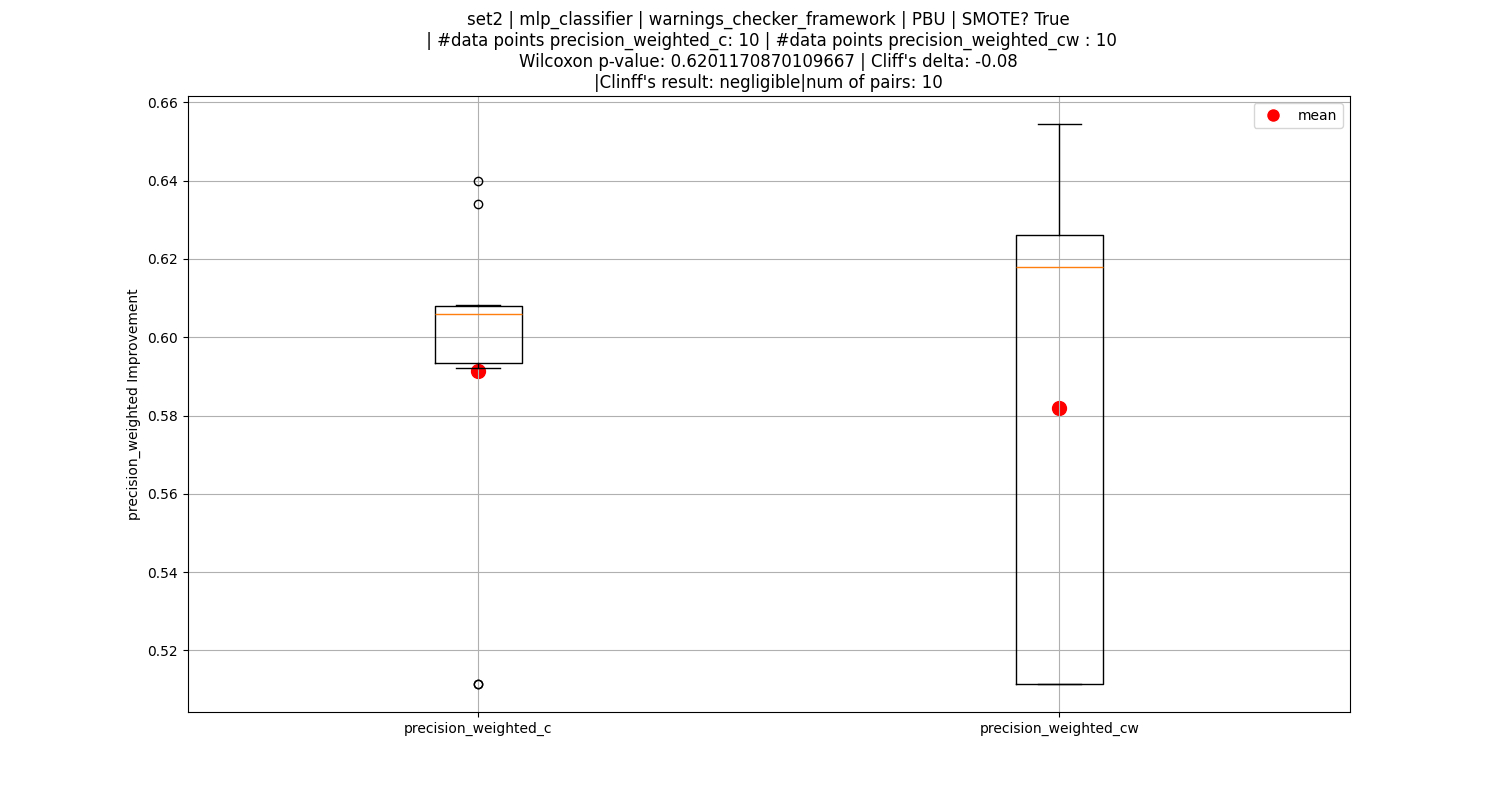 set2 | mlp_classifier | warnings_checker_framework | PBU | SMOTE? True
| #data points precision_weighted_c: 10 | #data points precision_weighted_cw : 10
Wilcoxon p-value: 0.6201170870109667 | Cliff's delta: -0.08
|Clinff's result: negligible|num of pairs: 10
mean
0.66
0.64
0.62
0.60
0.58
0.56
0.54
0.52
precision_weighted Improvement
precision_weighted_c
precision_weighted_cw